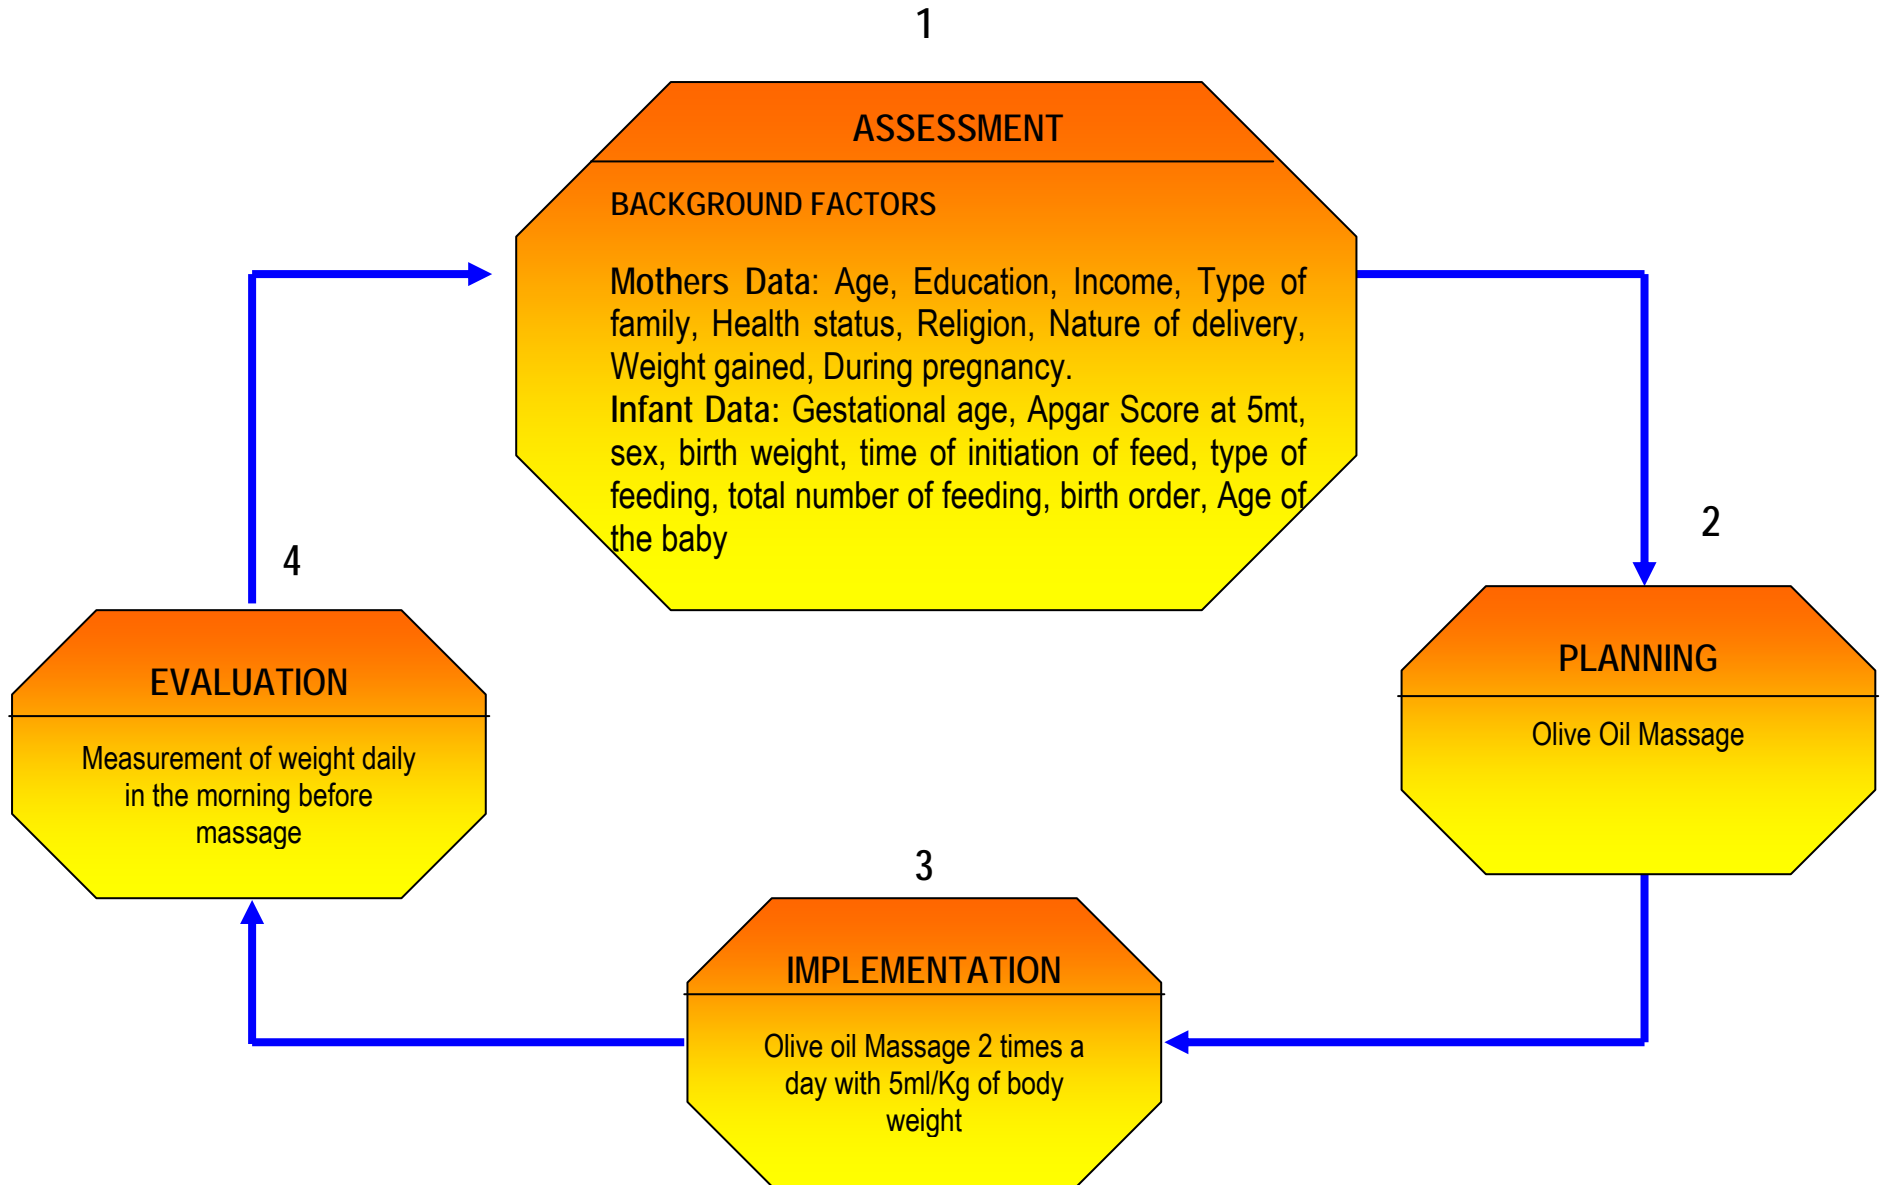 1
ASSESSMENT
BACKGROUND FACTORS
Mothers Data: Age, Education, Income, Type of
family, Health status, Religion, Nature of delivery,
Weight gained, During pregnancy.
Infant Data: Gestational age, Apgar Score at 5mt,
sex, birth weight, time of initiation of feed, type of
feeding, total number of feeding, birth order, Age of
the baby
2
PLANNING
Olive Oil Massage
3
IMPLEMENTATION
Olive oil Massage 2 times a
day with 5ml/Kg of body
weight
4
EVALUATION
Measurement of weight daily
in the morning before
massage